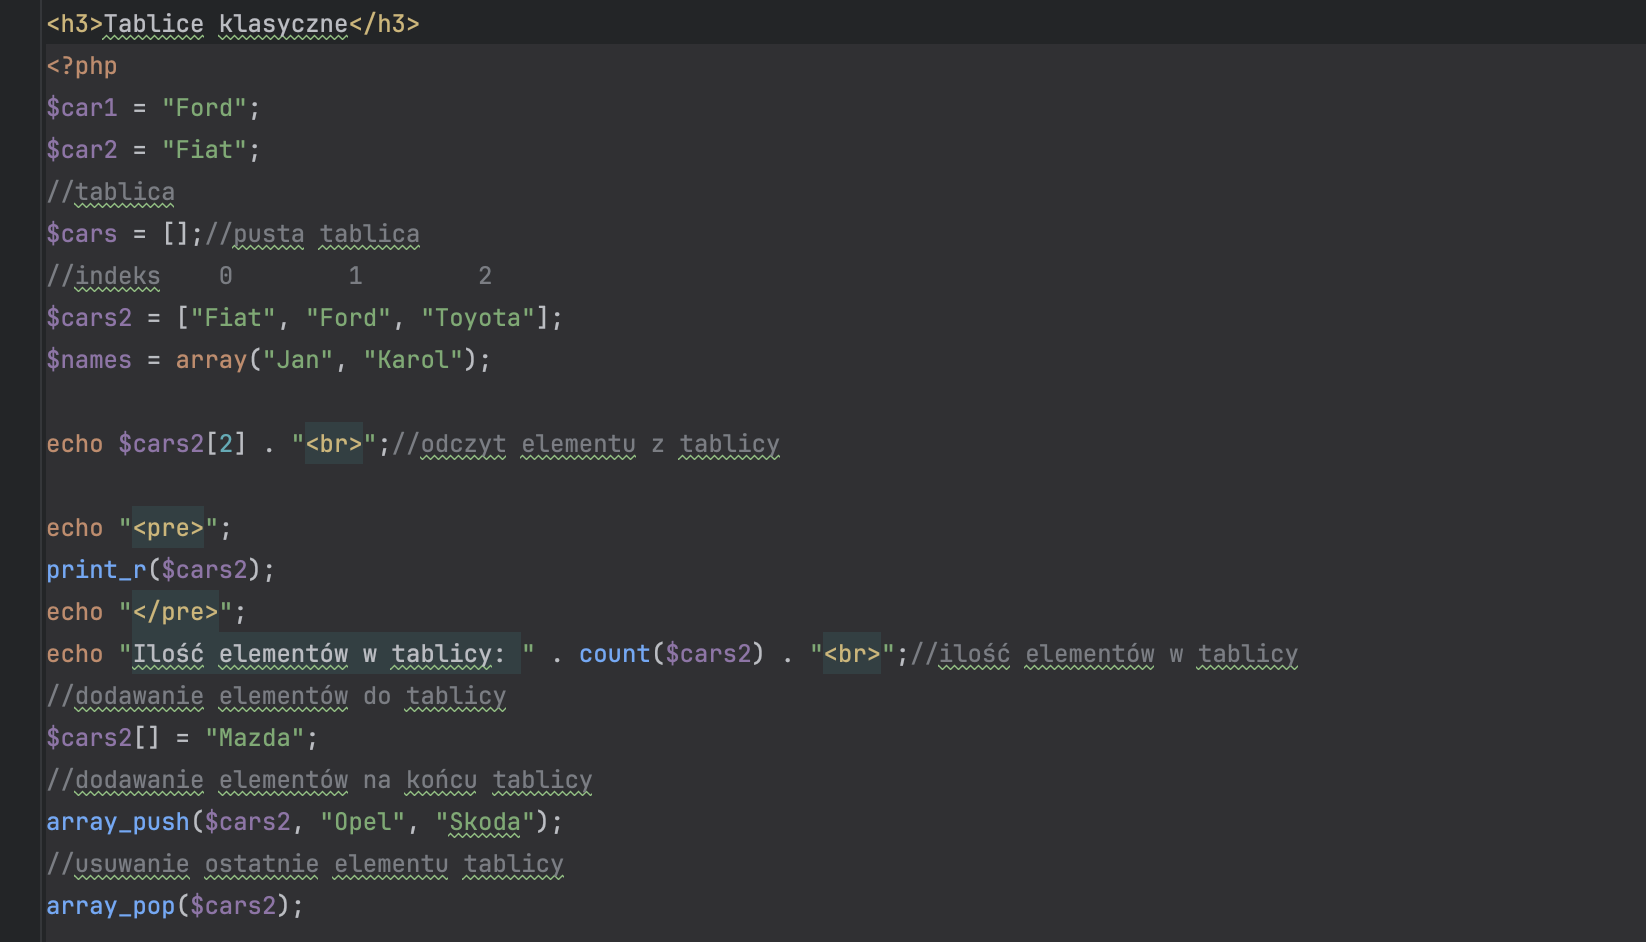 <h3>Tablice klasyczne</h3>
<?php
$car1 = "Ford";
$car2 = "Fiat";
//tablica
$cars = [];//pusta tablica
//indeks    0        1        2
$cars2 = ["Fiat", "Ford", "Toyota"];
$names = array("Jan", "Karol");
echo $cars2[2] . "<br>";//odczyt elementu z tablicy
echo "<pre>";
print_r($cars2);
echo "</pre>";
echo "Ilość elementów w tablicy: " . count($cars2) . "<br>";//ilość elementów w tablicy
//dodawanie elementów do tablicy
$cars2[] = "Mazda";
//dodawanie elementów na końcu tablicy
array_push($cars2, "Opel", "Skoda");
//usuwanie ostatnie elementu tablicy
array_pop($cars2);